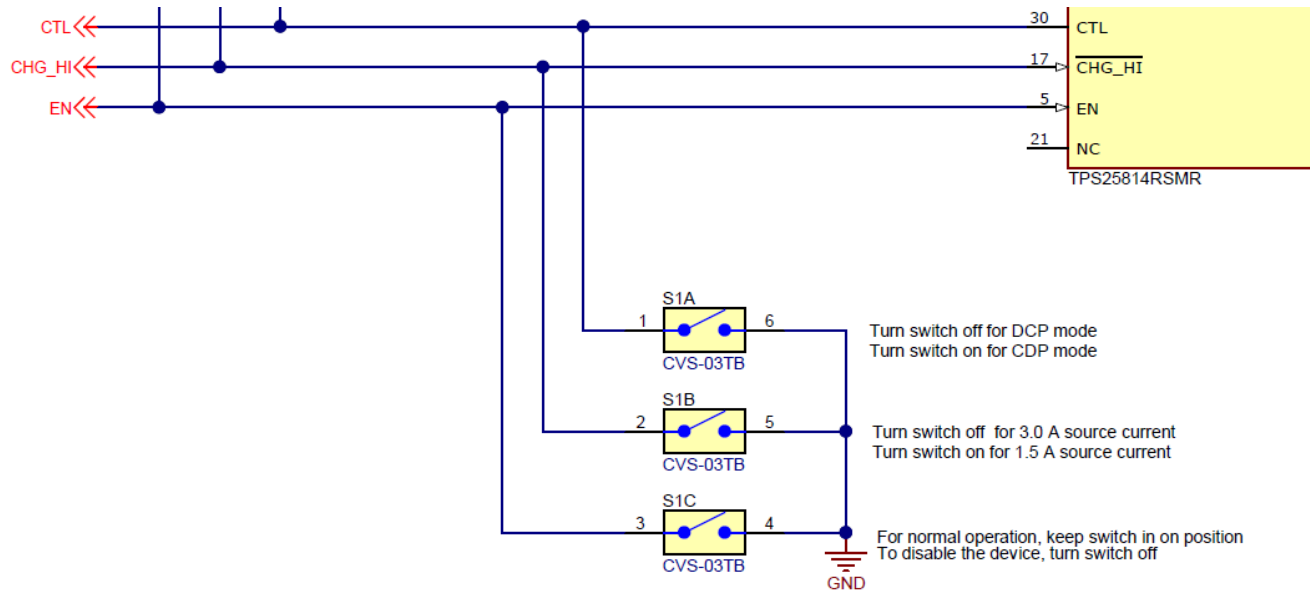 CTL
30
CTL
CHG_HI
17
CHG_HI
EN
5
EN
21
NC
TPS25814RSMR
S1A
1
6
CVS-03TB
Turn switch off for DCP mode
Turn switch on for CDP mode
S1B
2
5
CVS-03TB
Turn switch off for 3.0 A source current
Turn switch on for 1.5 A source current
S1C
3
4
CVS-03TB
For normal operation, keep switch in on position
To disable the device, turn switch off
GND